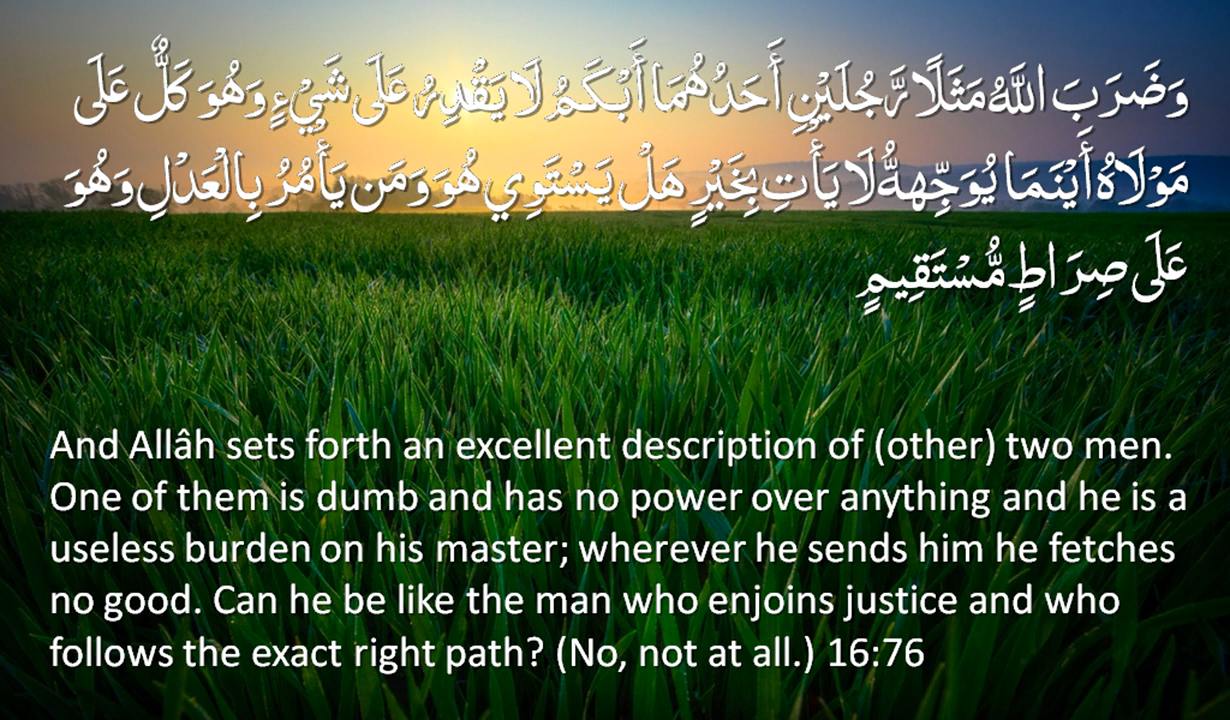 وَضَرَبَ اللَّهُ مَثَلًا رَّجُلَيْنِ أَحَدُهُمَا أَبْكَمُ لَا يَقْدِرُ عَلَى شَيْءٍ وَهُوَ كَلٌّ عَلَى
مَوْلَاهُ أَيْنَمَا يُوَجِّههُّ لَا يَأْتِ بِخَيْرٍ هَلْ يَسْتَوِي هُوَ وَمَن يَأْمُرُ بِالْعَدْلِ وَهُوَ
عَلَى صِرَاطٍ مُّسْتَقِيمٍ
And Allâh sets forth an excellent description of (other) two men.
One of them is dumb and has no power over anything and he is a
useless burden on his master; wherever he sends him he fetches
no good. Can he be like the man who enjoins justice and who
follows the exact right path? (No, not at all.) 16:76